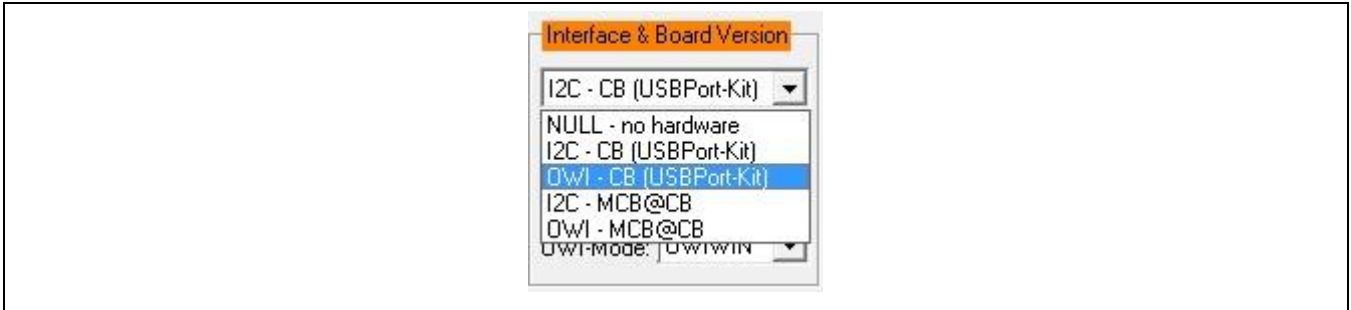 Interface & Board Version
I2C - CB (USBPort-Kit)
NULL - no hardware
I2C - CB (USBPort-Kit)
OWI - CB (USBPort-Kit)
I2C - MCB@CB
OWI - MCB@CB
OWI-Mode: OWIWIN